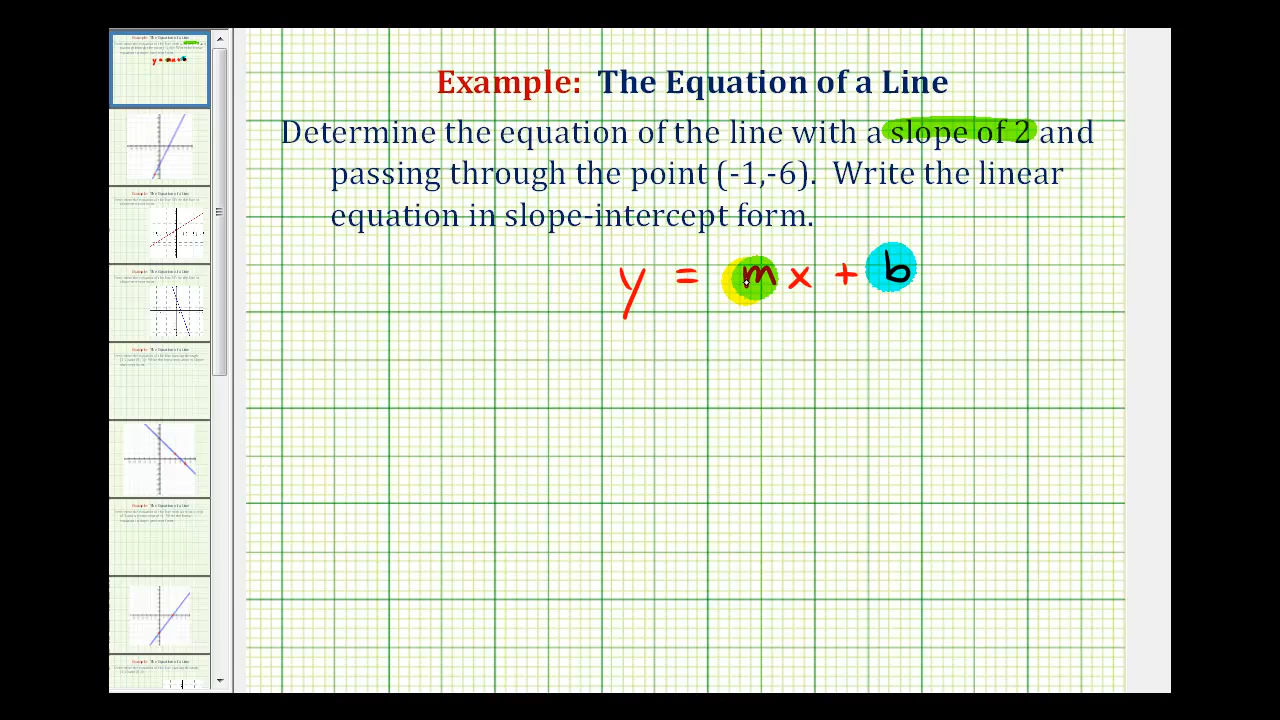 Example: The Equation of a Line
Determine the equation of the line with a slope of 2 and
passing through the point (-1,-6). Write the linear
equation in slope-intercept form.
y = mx + b